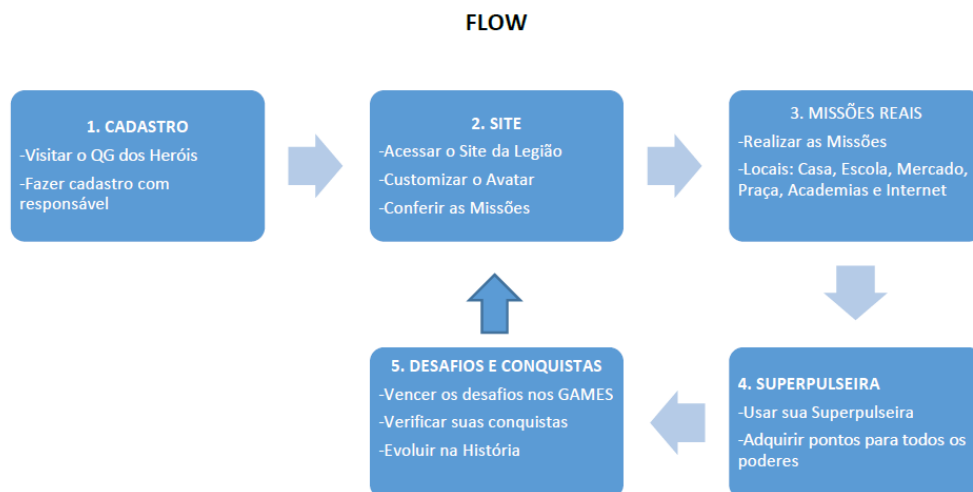 FLOW
1. CADASTRO
-Visitar o QG dos Heróis
-Fazer cadastro com
responsável
2. SITE
-Acessar o Site da Legião
-Customizar o Avatar
-Conferir as Missões
3. MISSÕES REAIS
-Realizar as Missões
-Locais: Casa, Escola, Mercado,
Praça, Academias e Internet
4. SUPERPULSEIRA
-Usar sua Superpulseira
-Adquirir pontos para todos os
poderes
5. DESAFIOS E CONQUISTAS
-Vencer os desafios nos GAMES
-Verificar suas conquistas
-Evoluir na História